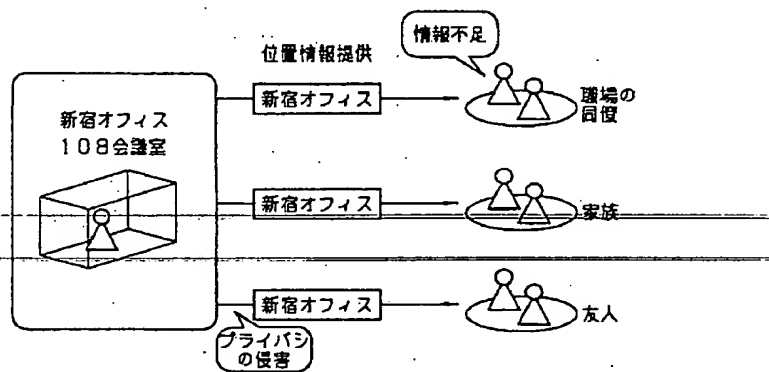 情報不足
位置情報提供
新宿オフィス
職場の
同僚
新宿オフィス
108会議室
新宿オフィス
家族
新宿オフィス
友人
プライバシ
の侵害